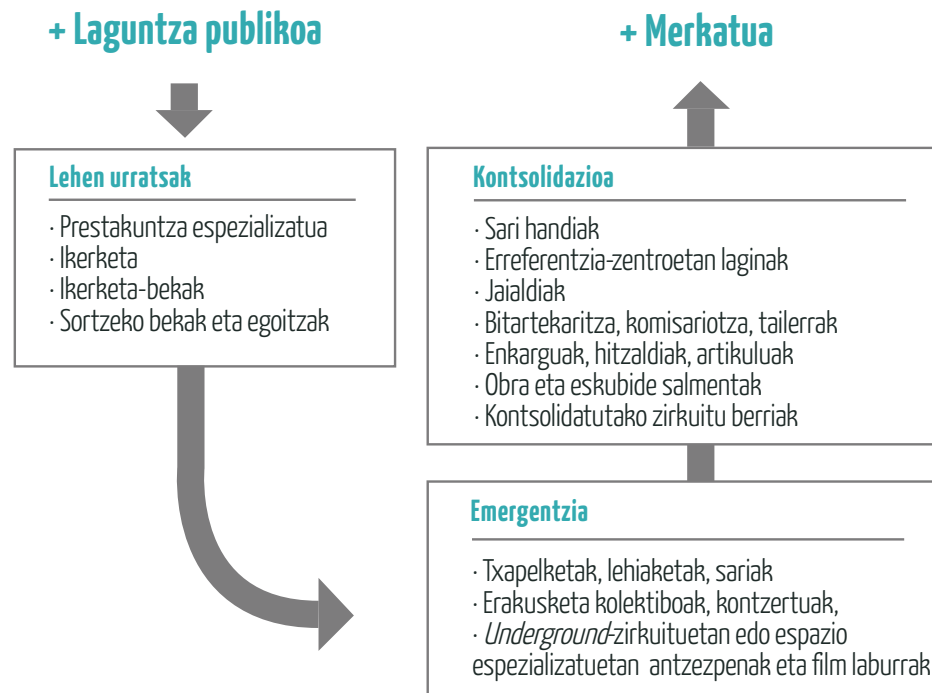 + Laguntza publikoa
+ Merkatua
Lehen urratsak
· Prestakuntza espezializatua
· Ikerketa
· Ikerketa-bekak
· Sortzeko bekak eta egoitzak
Kontsolidazioa
· Sari handiak
· Erreferentzia-zentroetan laginak
· Jaialdiak
· Bitartekaritza, komisariotza, tailerrak
· Enkarguak, hitzaldiak, artikuluak
· Obra eta eskubide salmentak
· Kontsolidatutako zirkuitu berriak
Emergentzia
· Txapelketak, lehiaketak, sariak
· Erakusketa kolektiboak, kontzertuak,
· Underground-zirkuituetan edo espazio
espezializatuetan antzezpenak eta film laburrak